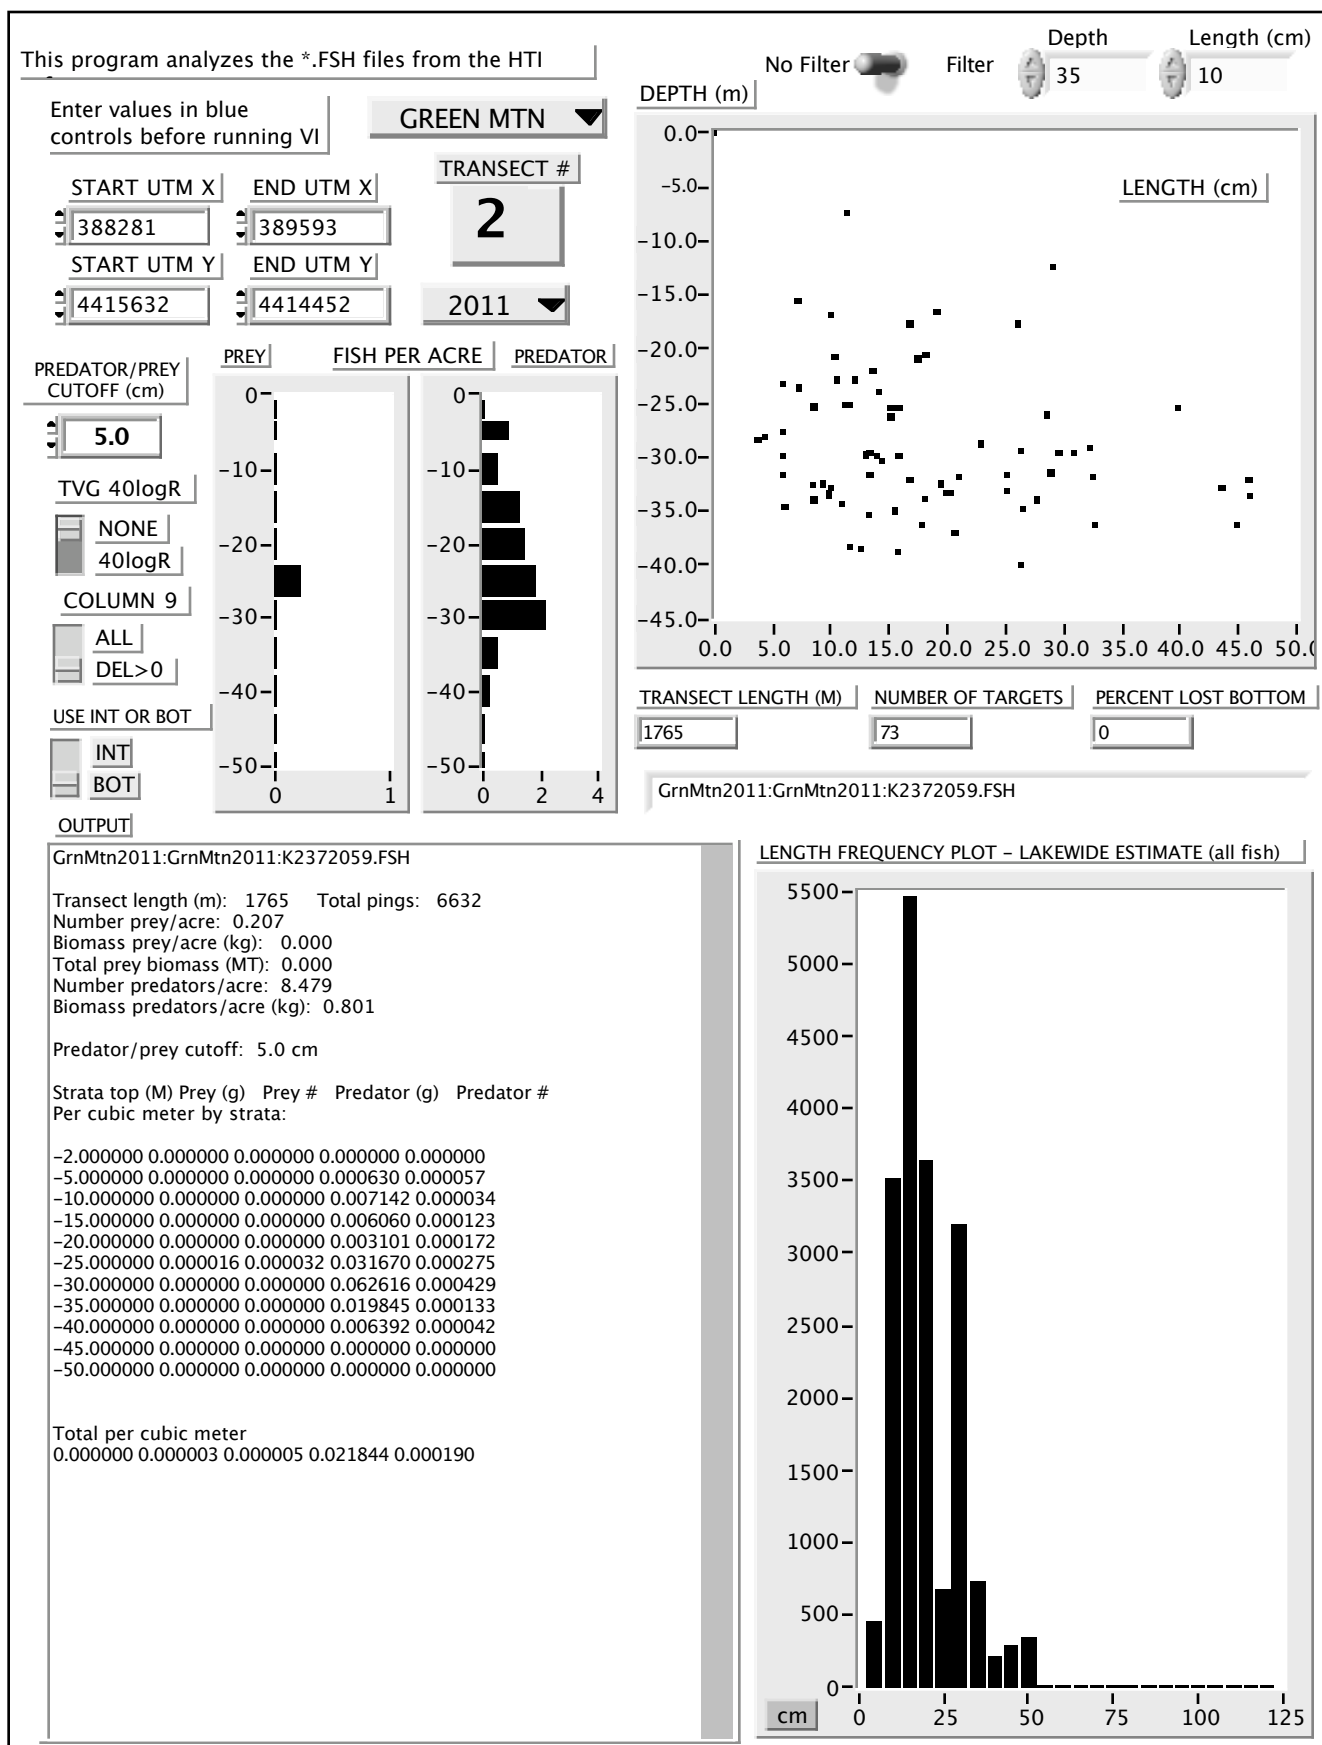 This program analyzes the *.FSH files from the HTI
Enter values in blue
controls before running VI
GREEN MTN
No Filter
Filter
Depth
35
Length (cm)
10
START UTM X
388281
END UTM X
389593
TRANSECT #
2
START UTM Y
4415632
END UTM Y
4414452
2011
DEPTH (m)
LENGTH (cm)
0.0
-5.0
-10.0
-15.0
-20.0
-25.0
-30.0
-35.0
-40.0
-45.0
0.0 5.0 10.0 15.0 20.0 25.0 30.0 35.0 40.0 45.0 50.0
PREDATOR/PREY
CUTOFF (cm)
5.0
TVG 40logR
NONE
40logR
COLUMN 9
ALL
DEL>0
USE INT OR BOT
INT
BOT
PREY
FISH PER ACRE
PREDATOR
0
-10
-20
-30
-40
-50
0 1
0
-10
-20
-30
-40
-50
0 2 4
TRANSECT LENGTH (M)
1765
NUMBER OF TARGETS
73
PERCENT LOST BOTTOM
0
GrnMtn2011:GrnMtn2011:K2372059.FSH
OUTPUT
GrnMtn2011:GrnMtn2011:K2372059.FSH
Transect length (m): 1765 Total pings: 6632
Number prey/acre: 0.207
Biomass prey/acre (kg): 0.000
Total prey biomass (MT): 0.000
Number predators/acre: 8.479
Biomass predators/acre (kg): 0.801
Predator/prey cutoff: 5.0 cm
Strata top (M) Prey (g) Prey # Predator (g) Predator #
Per cubic meter by strata:
-2.000000 0.000000 0.000000 0.000000 0.000000
-5.000000 0.000000 0.000000 0.000630 0.000057
-10.000000 0.000000 0.000000 0.007142 0.000034
-15.000000 0.000000 0.000000 0.006060 0.000123
-20.000000 0.000000 0.000000 0.003101 0.000172
-25.000000 0.000016 0.000032 0.031670 0.000275
-30.000000 0.000000 0.000000 0.062616 0.000429
-35.000000 0.000000 0.000000 0.019845 0.000133
-40.000000 0.000000 0.000000 0.006392 0.000042
-45.000000 0.000000 0.000000 0.000000 0.000000
-50.000000 0.000000 0.000000 0.000000 0.000000
Total per cubic meter
0.000000 0.000003 0.000005 0.021844 0.000190
LENGTH FREQUENCY PLOT - LAKEWIDE ESTIMATE (all fish)
5500
5000
4500
4000
3500
3000
2500
2000
1500
1000
500
0
cm
0 25 50 75 100 125